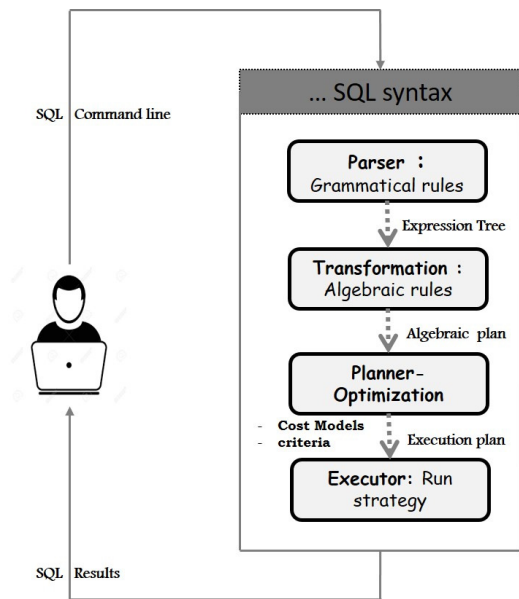 ... SQL syntax
SQL Command line
Parser :
Grammatical rules
Expression Tree
Transformation :
Algebraic rules
Algebraic plan
Planner-
Optimization
- Cost Models
- criteria
Execution plan
Executor: Run
strategy
SQL Results